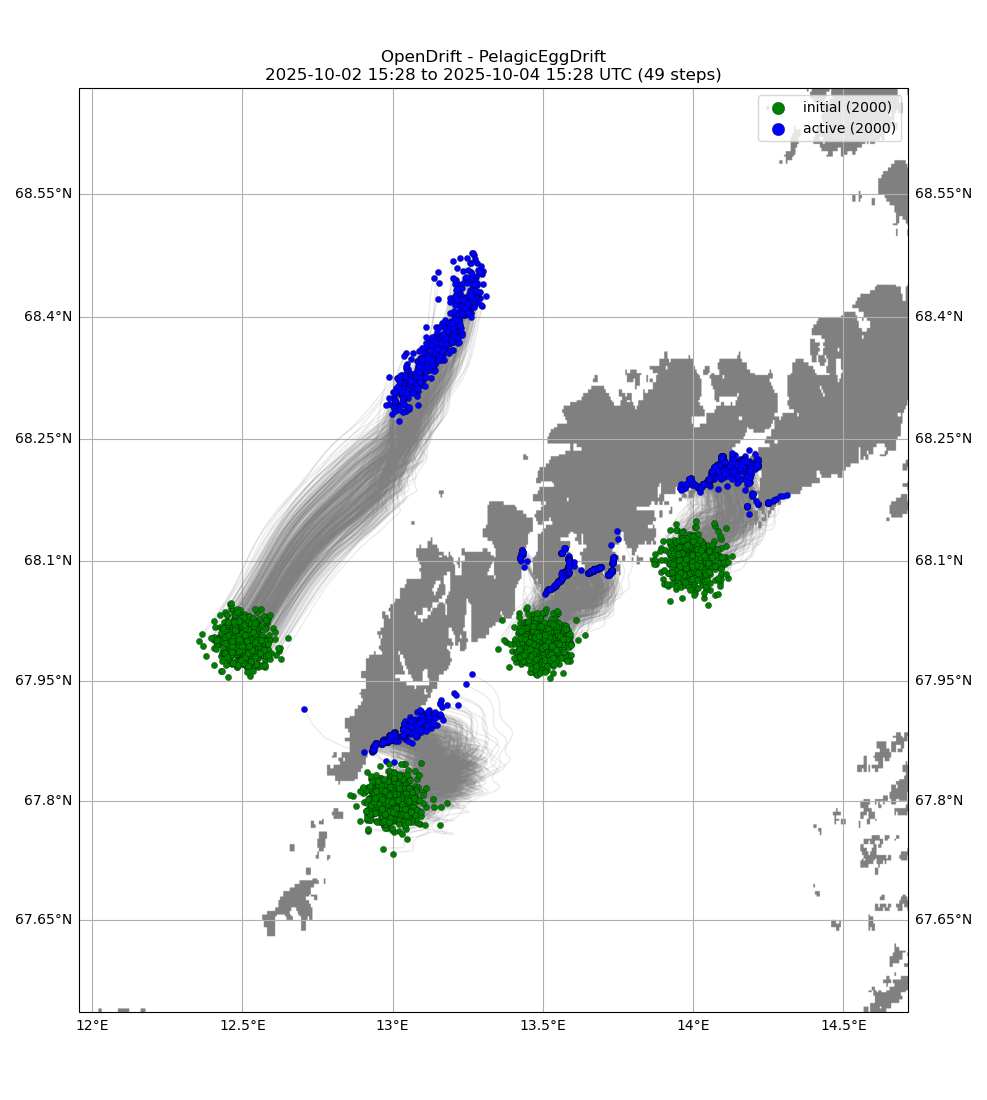 OpenDrift - PelagicEggDrift
2025-10-02 15:28 to 2025-10-04 15:28 UTC (49 steps)
initial (2000)
active (2000)
68.55°N
68.55°N
68.4°N
68.4°N
68.25°N
68.25°N
68.1°N
68.1°N
67.95°N
67.95°N
67.8°N
67.8°N
67.65°N
67.65°N
12°E
12.5°E
13°E
13.5°E
14°E
14.5°E